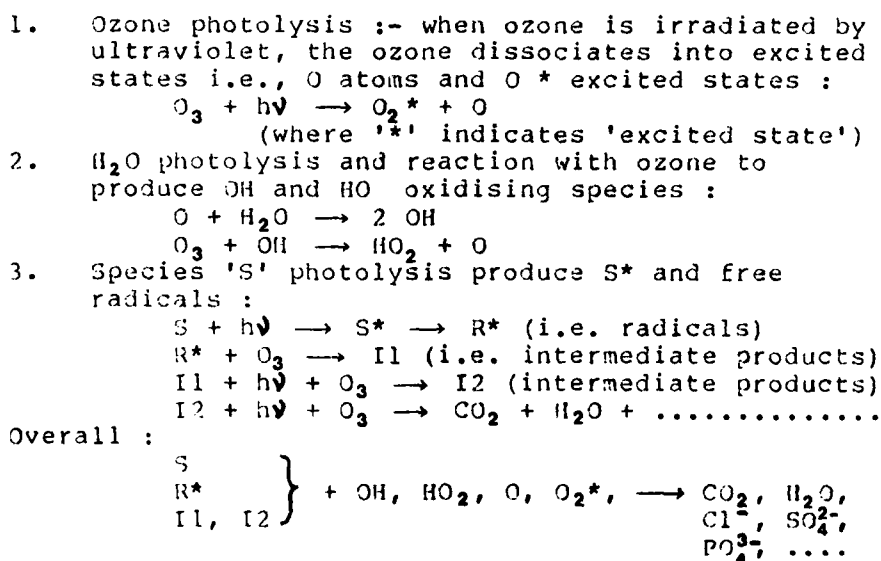 1. Ozone photolysis :- when ozone is irradiated by
ultraviolet, the ozone dissociates into excited
states i.e., O atoms and O * excited states :
O₃ + hν → O₂* + O
(where '*' indicates 'excited state')
2. H₂O photolysis and reaction with ozone to
produce OH and HO oxidising species :
O + H₂O → 2 OH
O₃ + OH → HO₂ + O
3. Species 'S' photolysis produce S* and free
radicals :
S + hν → S* → R* (i.e. radicals)
R* + O₃ → I1 (i.e. intermediate products)
I1 + hν + O₃ → I2 (intermediate products)
I2 + hν + O₃ → CO₂ + H₂O + ..............
Overall :
S
R* } + OH, HO₂, O, O₂*, → CO₂, H₂O,
I1, I2 Cl⁻, SO₄²⁻,
PO₄³⁻, ....